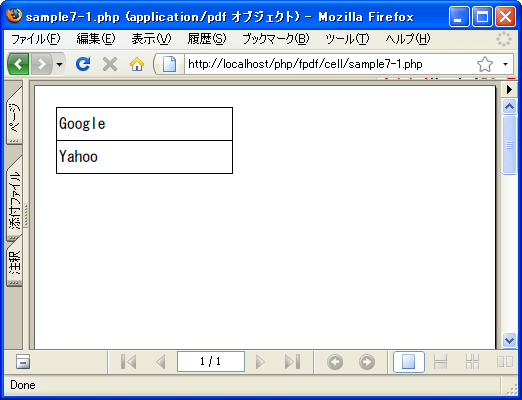 sample7-1.php (application/pdf オブジェクト) - Mozilla Firefox
ファイル(F) 編集(E) 表示(V) 履歴(S) ブックマーク(B) ツール(T) ヘルプ(H)
http://localhost/php/fpdf/cell/sample7-1.php
ページ
添付ファイル
注釈
Google
Yahoo
1 / 1
Done